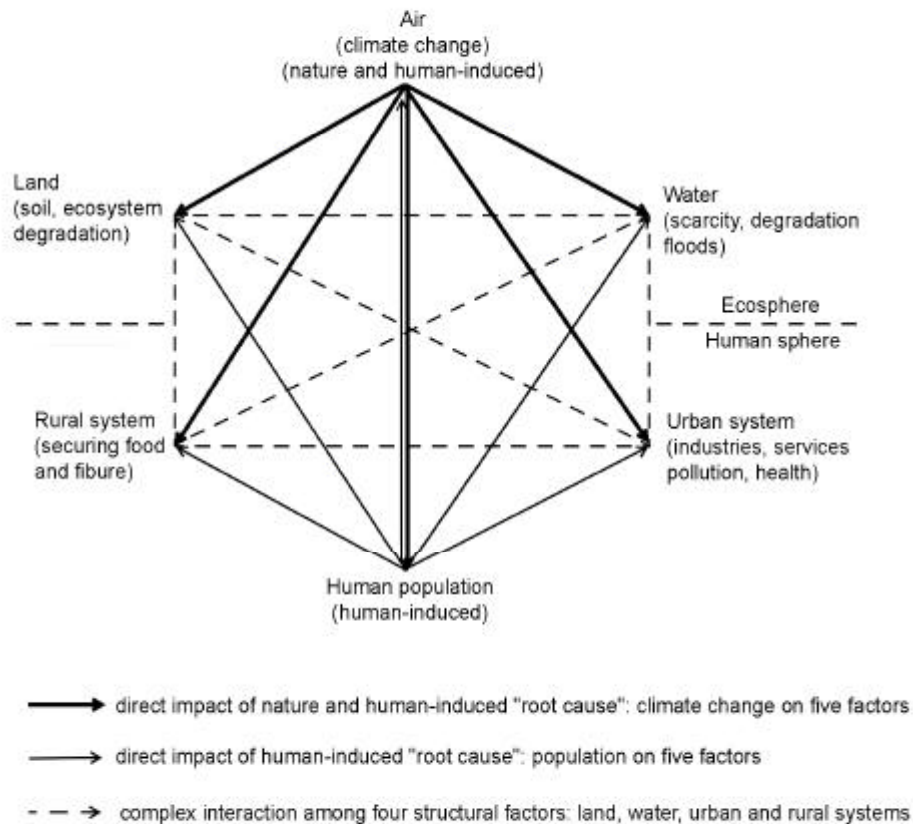 Air
(climate change)
(nature and human-induced)
Land
(soil, ecosystem
degradation)
Water
(scarcity, degradation
floods)
Ecosphere
Human sphere
Rural system
(securing food
and fibure)
Urban system
(industries, services
pollution, health)
Human population
(human-induced)
direct impact of nature and human-induced "root cause": climate change on five factors
direct impact of human-induced "root cause": population on five factors
complex interaction among four structural factors: land, water, urban and rural systems